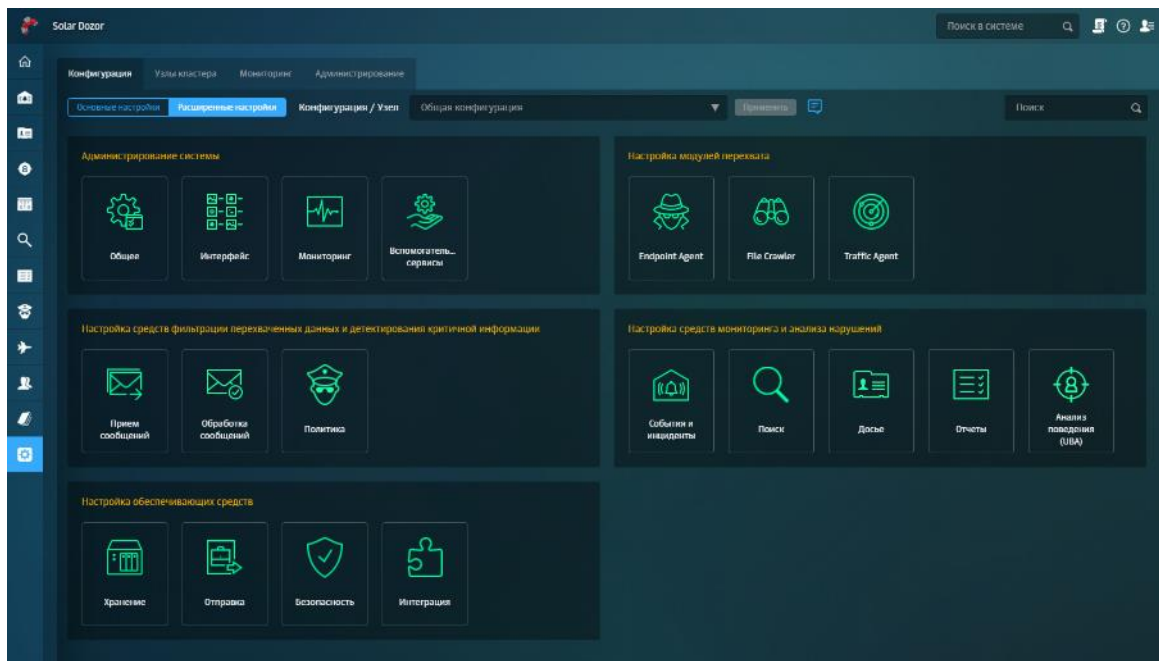 Solar Dozor
Поиск в системе
Конфигурация Узлы кластера Мониторинг Администрирование
Основные настройки Расширенные настройки Конфигурация / Узел Общая конфигурация Применить Поиск
Администрирование системы
Общее Интерфейс Мониторинг Вспомогатель...
сервисы
Настройка модулей перехвата
Endpoint Agent File Crawler Traffic Agent
Настройка средств фильтрации перехваченных данных и детектирования критичной информации
Прием
сообщений
Обработка
сообщений
Политика
Настройка средств мониторинга и анализа нарушений
События и
инциденты
Поиск Досье Отчеты
Анализ
поведения
(UBA)
Настройка обеспечивающих средств
Хранение Отправка Безопасность Интеграция